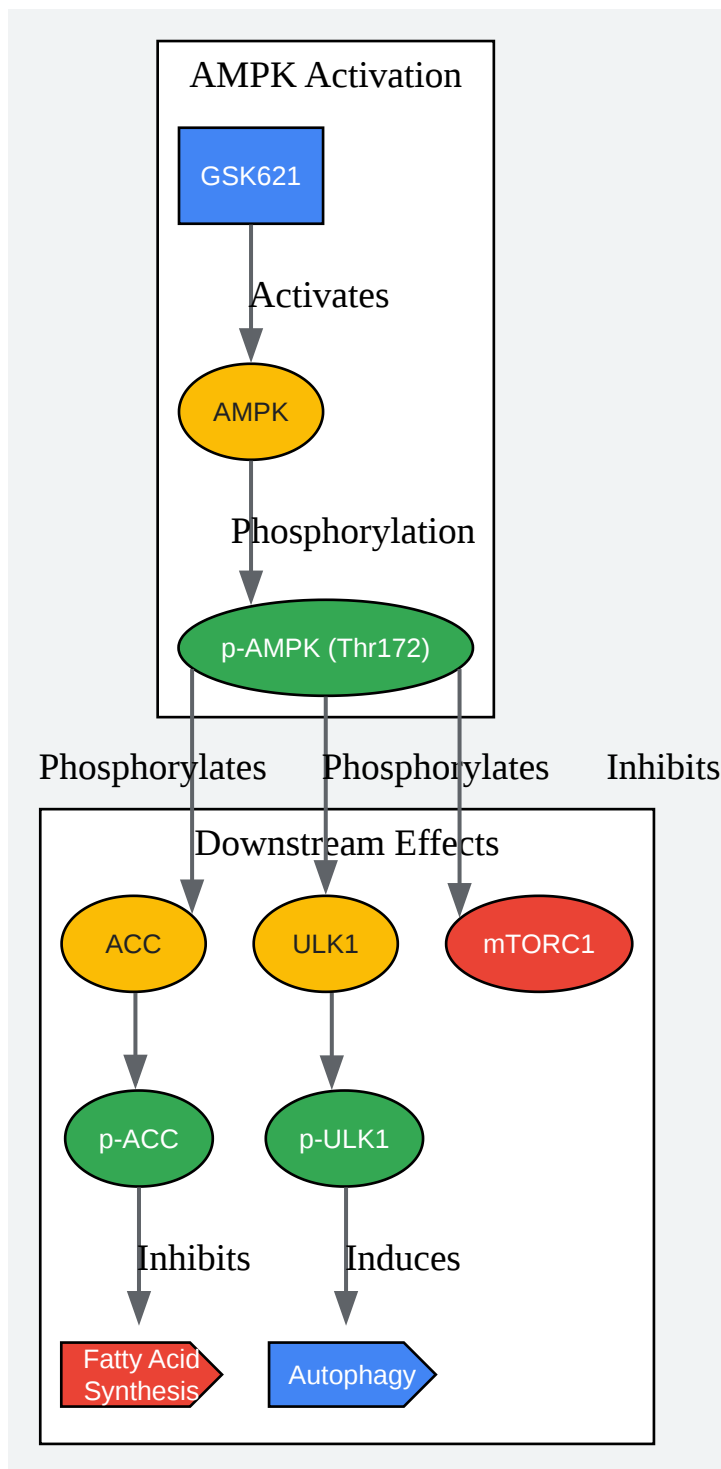 AMPK Activation
GSK621
Activates
AMPK
Phosphorylation
p-AMPK (Thr172)
Phosphorylates
Phosphorylates
Inhibits
Downstream Effects
ACC
ULK1
mTORC1
p-ACC
p-ULK1
Inhibits
Induces
Fatty Acid
Synthesis
Autophagy